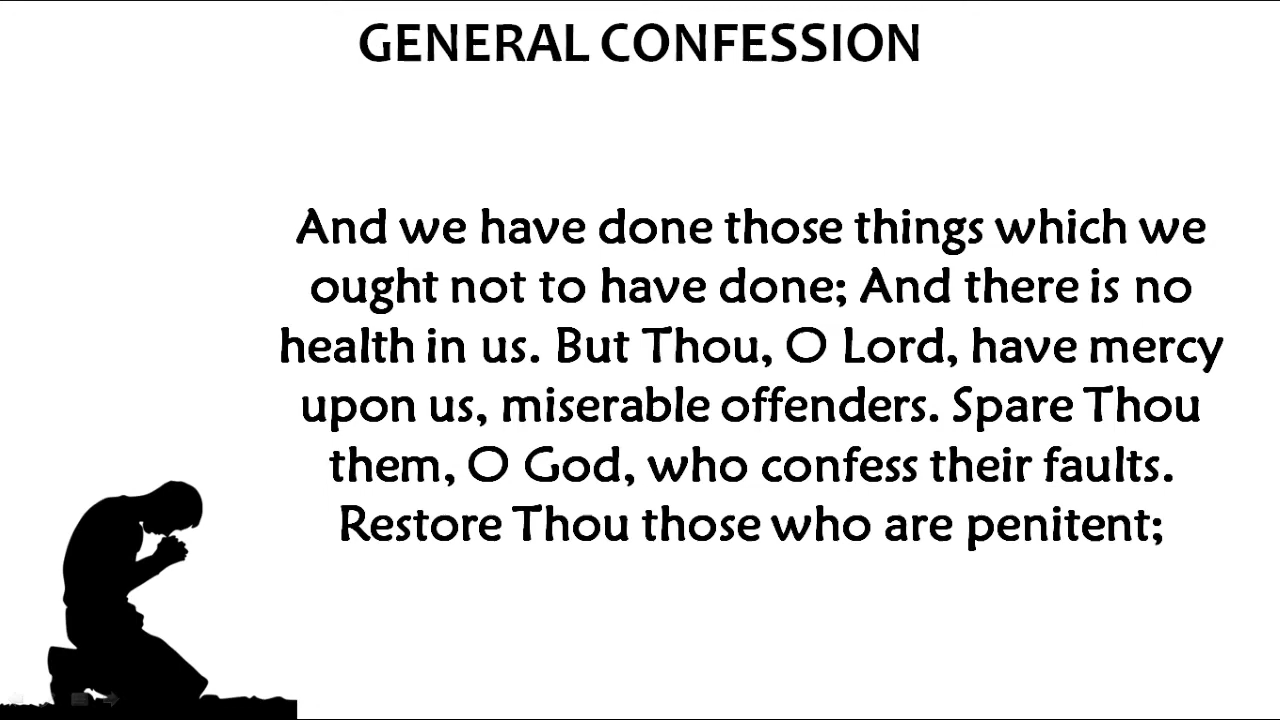 GENERAL CONFESSION
And we have done those things which we
ought not to have done; And there is no
health in us. But Thou, O Lord, have mercy
upon us, miserable offenders. Spare Thou
them, O God, who confess their faults.
Restore Thou those who are penitent;